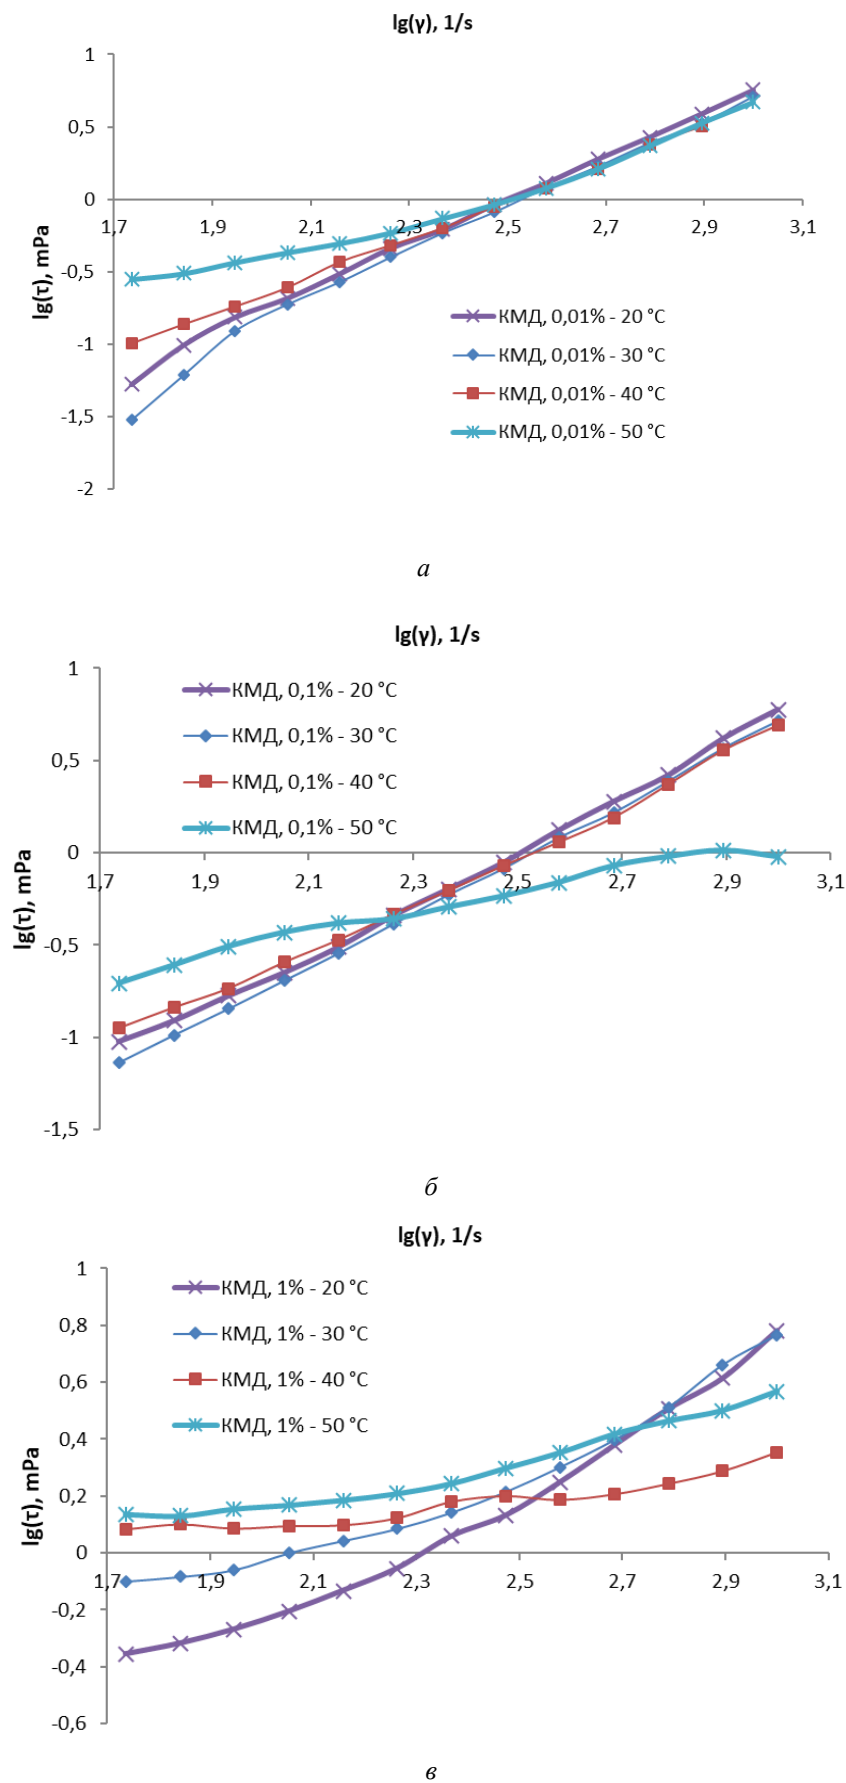 lg(γ), 1/s
1
0,5
0
1,7 1,9 2,1 2,3 2,5 2,7 2,9 3,1
-0,5
-1
-1,5
-2
lg(τ), mPa
КМД, 0,01% - 20 °C
КМД, 0,01% - 30 °C
КМД, 0,01% - 40 °C
КМД, 0,01% - 50 °C
а
lg(γ), 1/s
1
0,5
0
1,7 1,9 2,1 2,3 2,5 2,7 2,9 3,1
-0,5
-1
-1,5
lg(τ), mPa
КМД, 0,1% - 20 °C
КМД, 0,1% - 30 °C
КМД, 0,1% - 40 °C
КМД, 0,1% - 50 °C
б
lg(γ), 1/s
1
0,8
0,6
0,4
0,2
0
1,7 1,9 2,1 2,3 2,5 2,7 2,9 3,1
-0,2
-0,4
-0,6
lg(τ), mPa
КМД, 1% - 20 °C
КМД, 1% - 30 °C
КМД, 1% - 40 °C
КМД, 1% - 50 °C
в